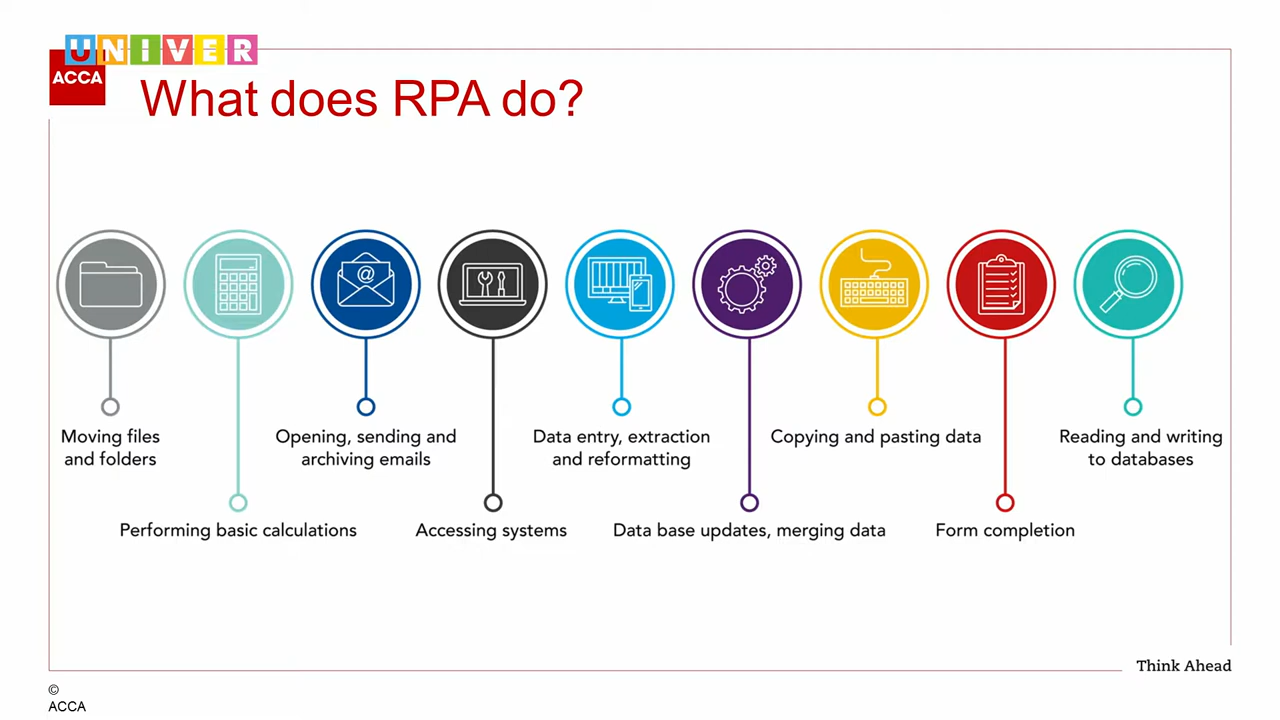 UNIVER
ACCA
What does RPA do?
@
Moving files
and folders
Performing basic calculations
Opening, sending and
archiving emails
Accessing systems
Data entry, extraction
and reformatting
Data base updates, merging data
Copying and pasting data
Form completion
Reading and writing
to databases
Think Ahead
©
ACCA